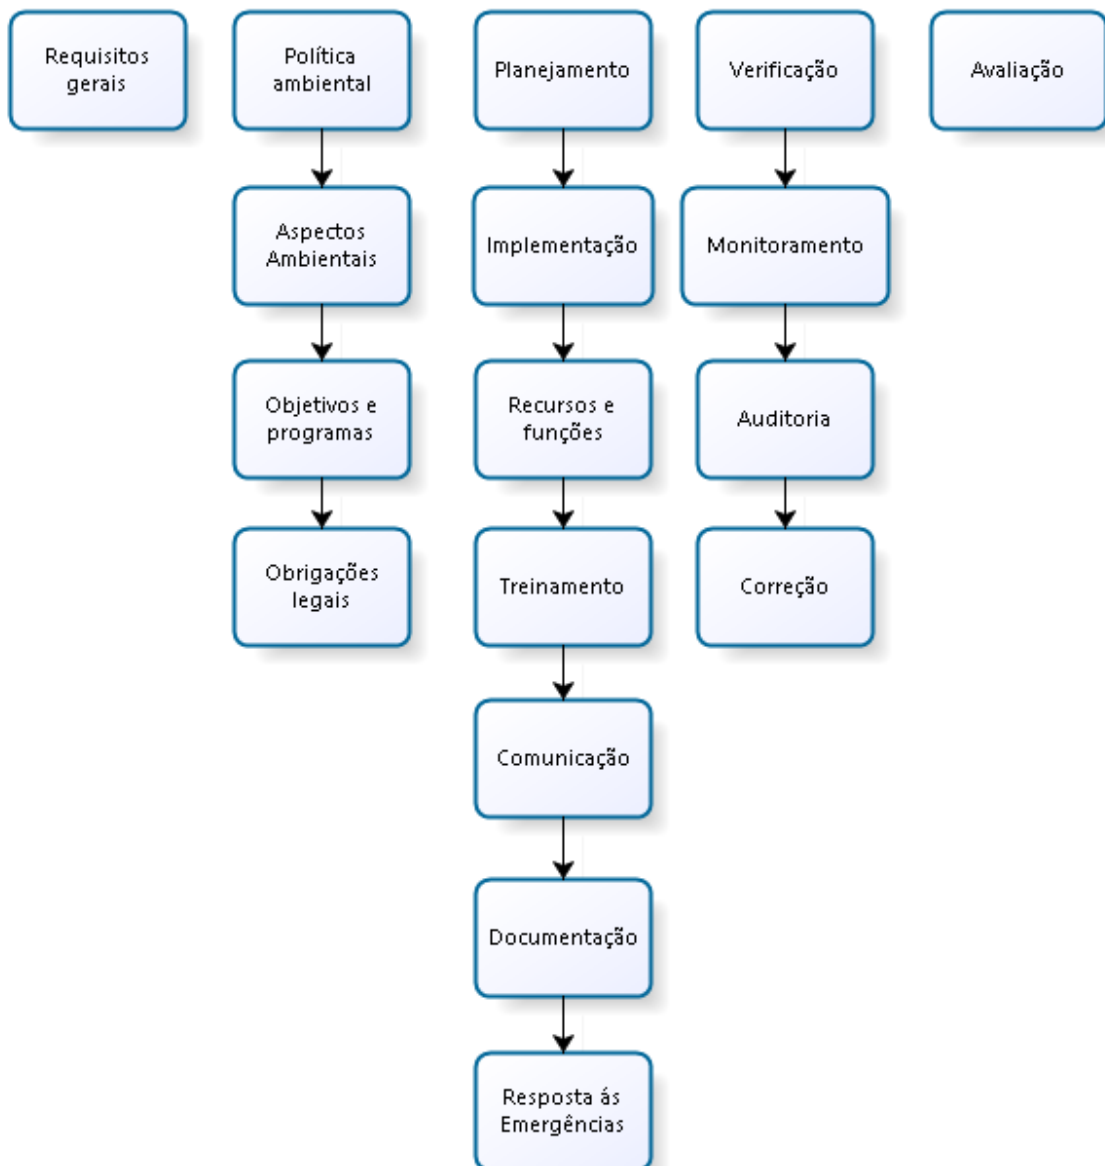 Requisitos
gerais
Política
ambiental
Planejamento
Verificação
Avaliação
Aspectos
Ambientais
Implementação
Monitoramento
Objetivos e
programas
Recursos e
funções
Auditoria
Obrigações
legais
Treinamento
Correção
Comunicação
Documentação
Resposta ás
Emergências